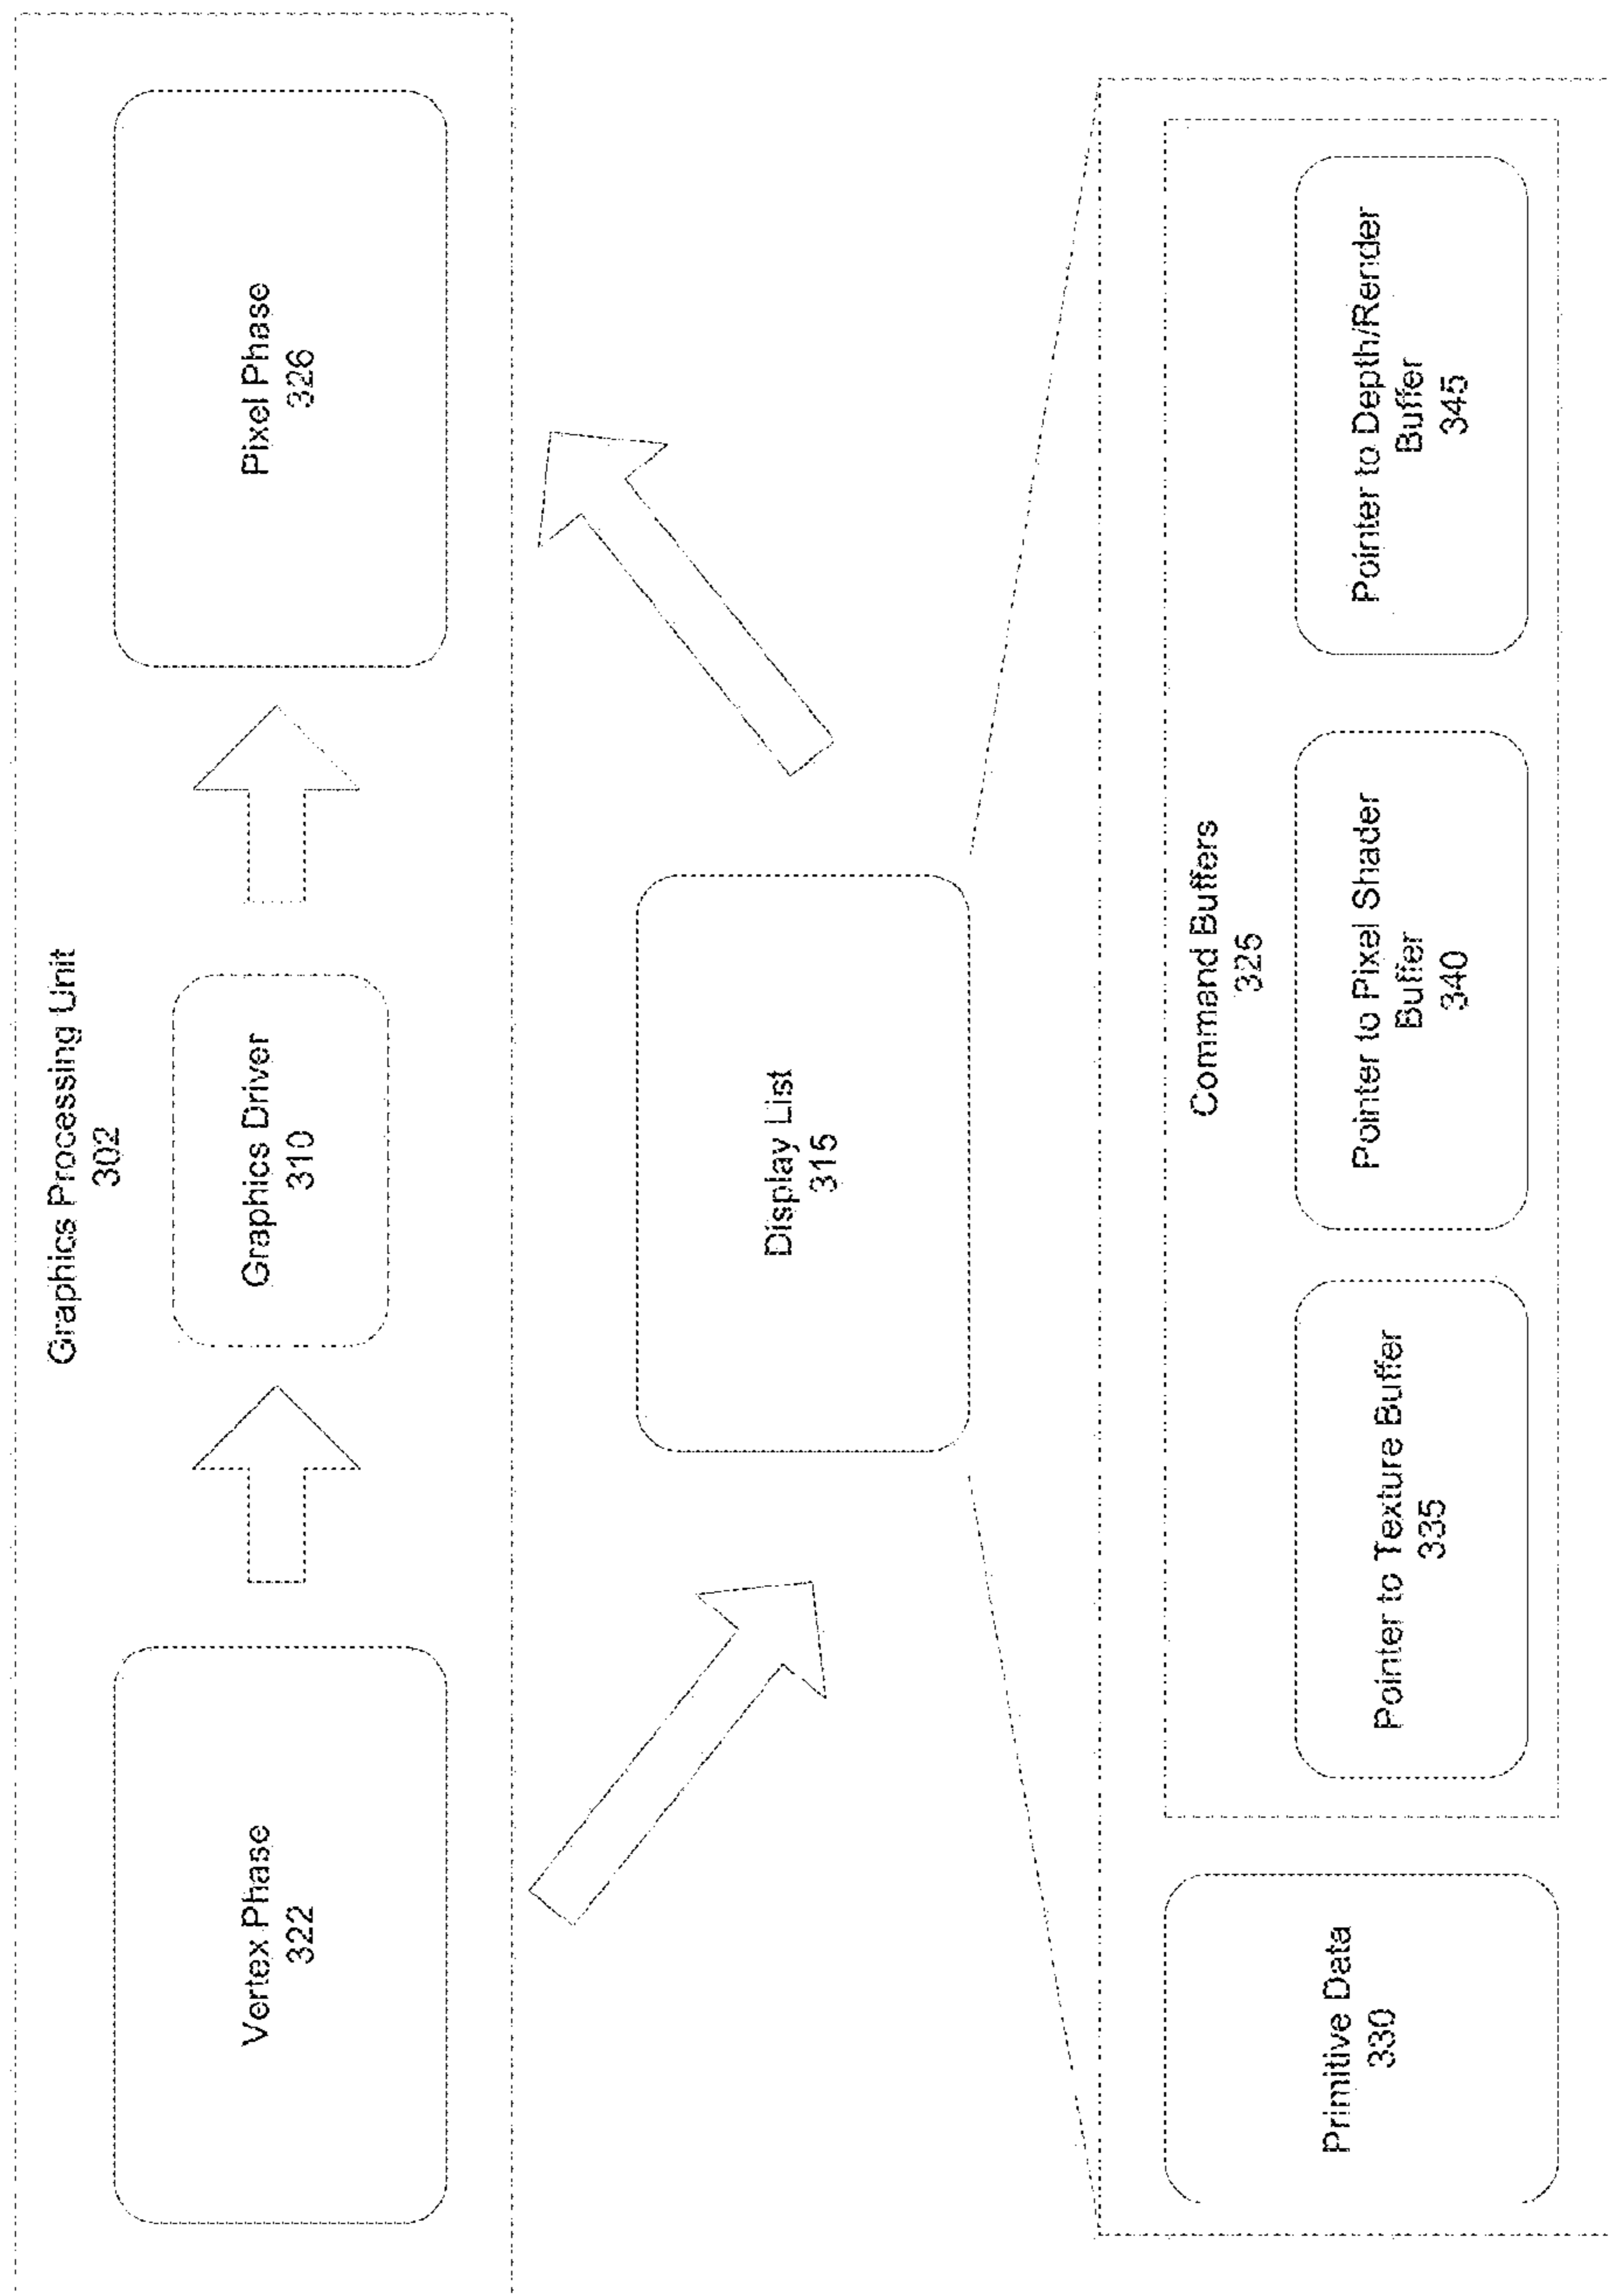 Graphics Processing Unit
302
Vertex Phase
322
Graphics Driver
310
Pixel Phase
326
Display List
315
Command Buffers
325
Primitive Data
330
Pointer to Texture Buffer
335
Pointer to Pixel Shader
Buffer
340
Pointer to Depth/Render
Buffer
345